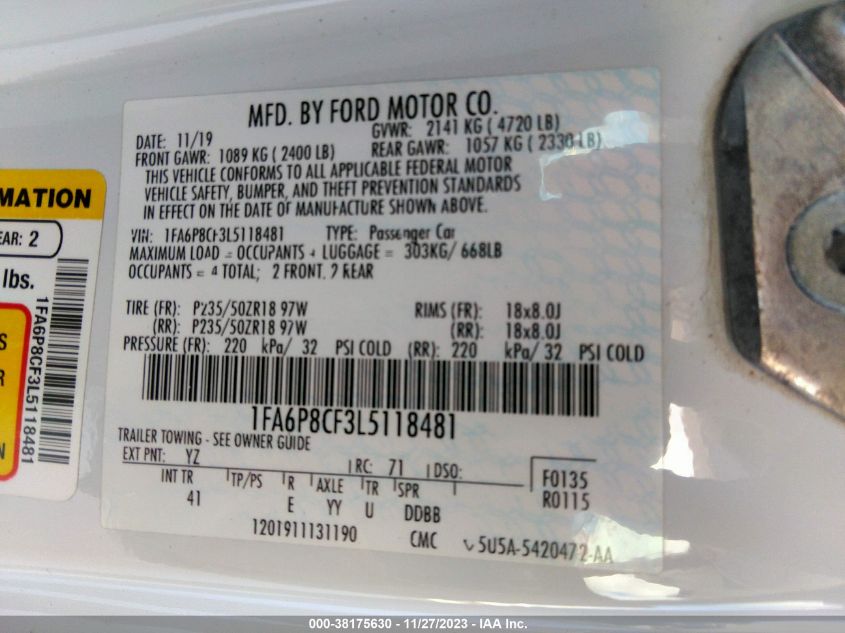 MFD. BY FORD MOTOR CO.
DATE: 11/19
GVWR: 2141 KG ( 4720 LB)
FRONT GAWR: 1089 KG ( 2400 LB)
REAR GAWR: 1057 KG ( 2330 LB)
THIS VEHICLE CONFORMS TO ALL APPLICABLE FEDERAL MOTOR
VEHICLE SAFETY, BUMPER, AND THEFT PREVENTION STANDARDS
IN EFFECT ON THE DATE OF MANUFACTURE SHOWN ABOVE.
VIN: 1FA6P8CF3L5118481 TYPE: Passenger Car
MAXIMUM LOAD = OCCUPANTS + LUGGAGE = 303KG/ 668LB
OCCUPANTS = 4 TOTAL; 2 FRONT, 2 REAR
TIRE (FR): P235/50ZR18 97W RIMS (FR): 18x8.0J
(RR): P235/50ZR18 97W (RR): 18x8.0J
PRESSURE (FR): 220 kPa/ 32 PSI COLD (RR): 220 kPa/ 32 PSI COLD
1FA6P8CF3L5118481
TRAILER TOWING - SEE OWNER GUIDE
EXT PNT: YZ RC: 71 DSO:
F0135
R0115
INT TR TP/PS R AXLE TR SPR
41 E YY U DDBB
1201911131190 CMC 5U5A-5420472-AA
MATION
EAR: 2
lbs.
1FA6P8CF3L5118481
S
R
N
000-38175630 - 11/27/2023 - IAA Inc.